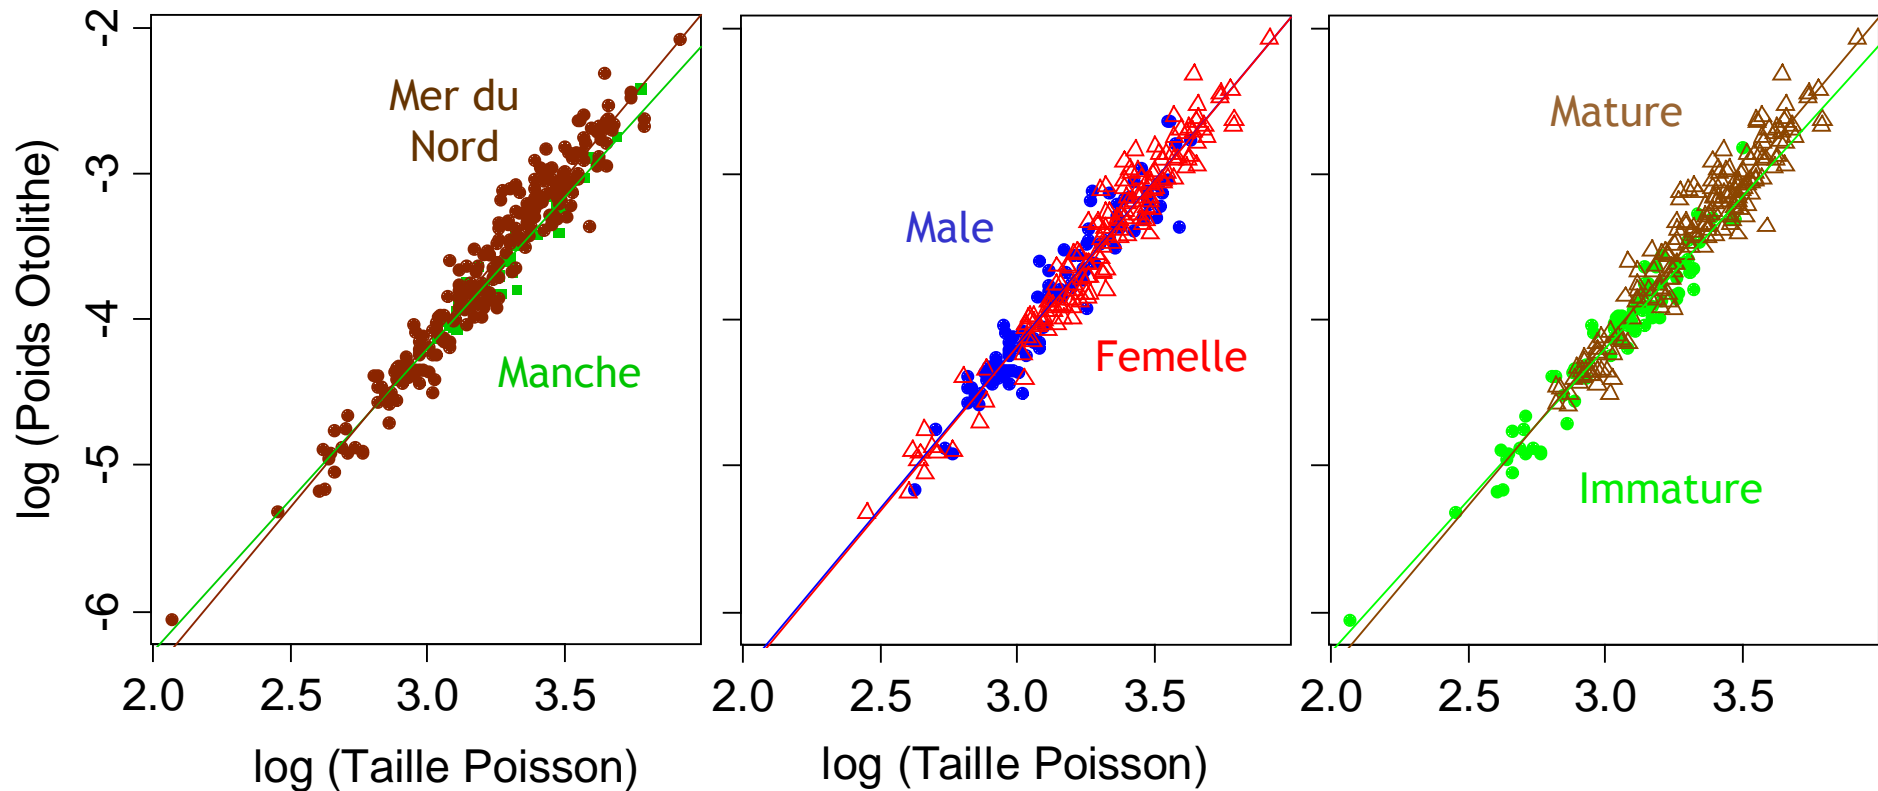 log (Poids Otolithe)
-2
-3
-4
-5
-6
Mer du
Nord
Manche
2.0 2.5 3.0 3.5
log (Taille Poisson)
Male
Femelle
2.0 2.5 3.0 3.5
log (Taille Poisson)
Mature
Immature
2.0 2.5 3.0 3.5